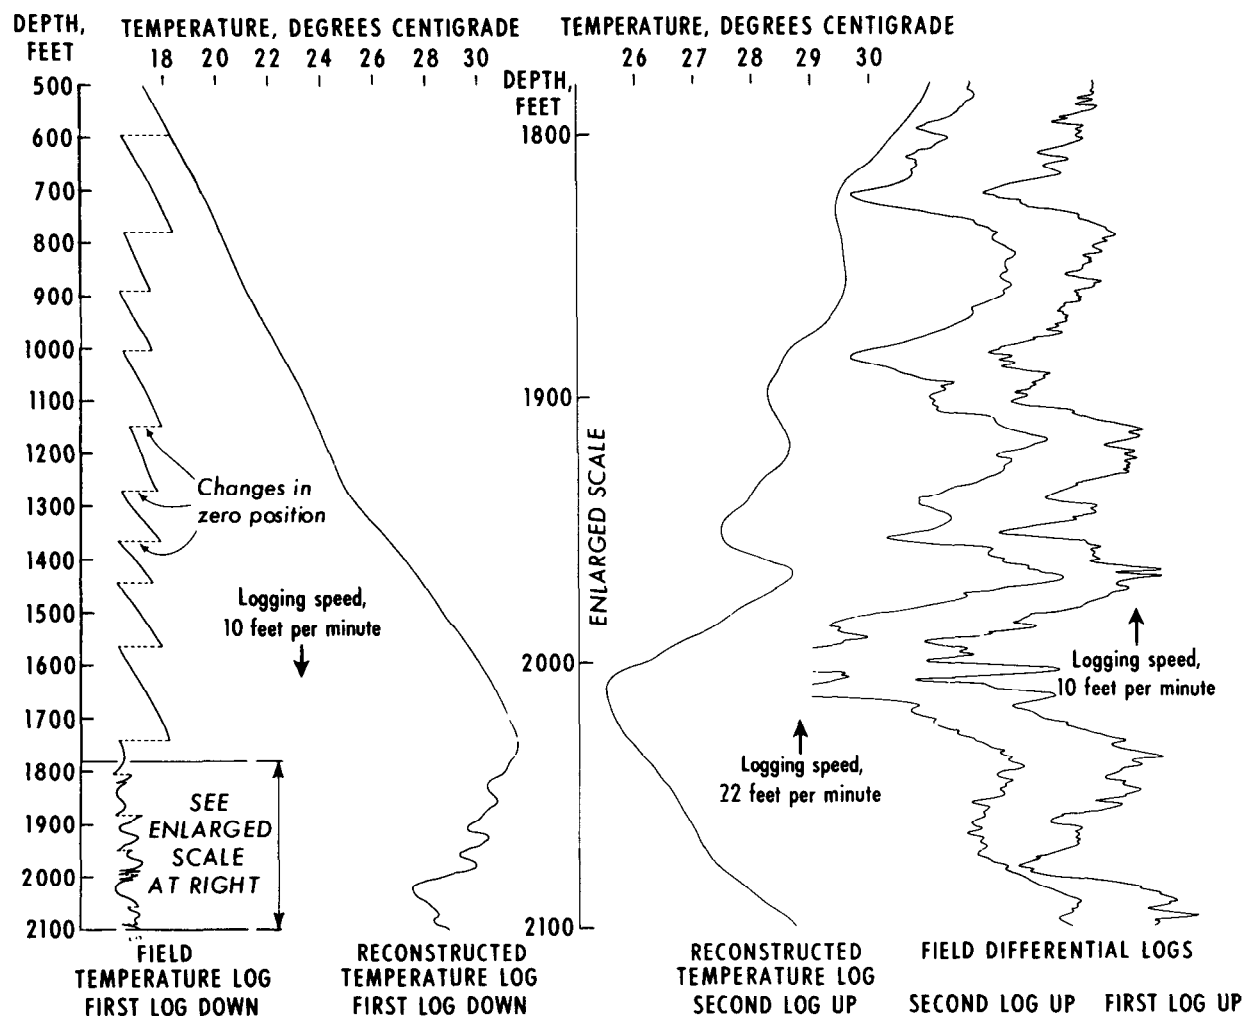 DEPTH, FEET
TEMPERATURE, DEGREES CENTIGRADE
18 20 22 24 26 28 30
500
600
700
800
900
1000
1100
1200
1300
1400
1500
1600
1700
1800
1900
2000
2100
Changes in
zero position
Logging speed,
10 feet per minute
SEE
ENLARGED
SCALE
AT RIGHT
FIELD
TEMPERATURE LOG
FIRST LOG DOWN
RECONSTRUCTED
TEMPERATURE LOG
FIRST LOG DOWN
TEMPERATURE, DEGREES CENTIGRADE
26 27 28 29 30
DEPTH,
FEET
1800
1900
2000
2100
ENLARGED SCALE
Logging speed,
22 feet per minute
Logging speed,
10 feet per minute
RECONSTRUCTED
TEMPERATURE LOG
SECOND LOG UP
FIELD DIFFERENTIAL LOGS
SECOND LOG UP FIRST LOG UP